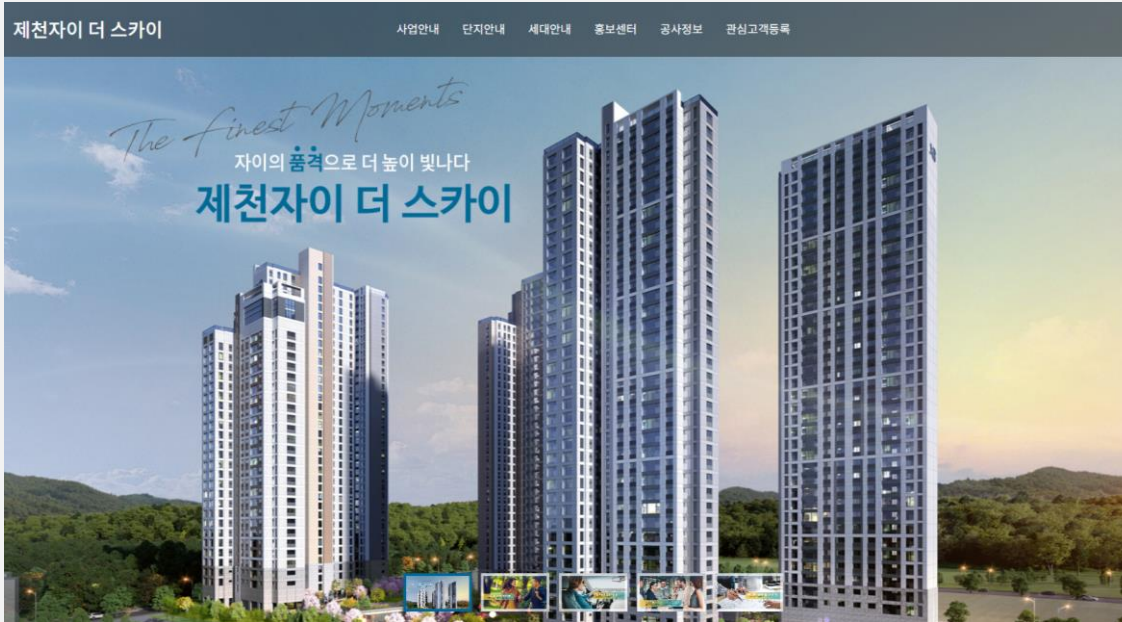 제천자이 더 스카이
사업안내 단지안내 세대안내 홍보센터 공사정보 관심고객등록
The Finest Moments
자이의 품격으로 더 높이 빛나다
제천자이 더 스카이